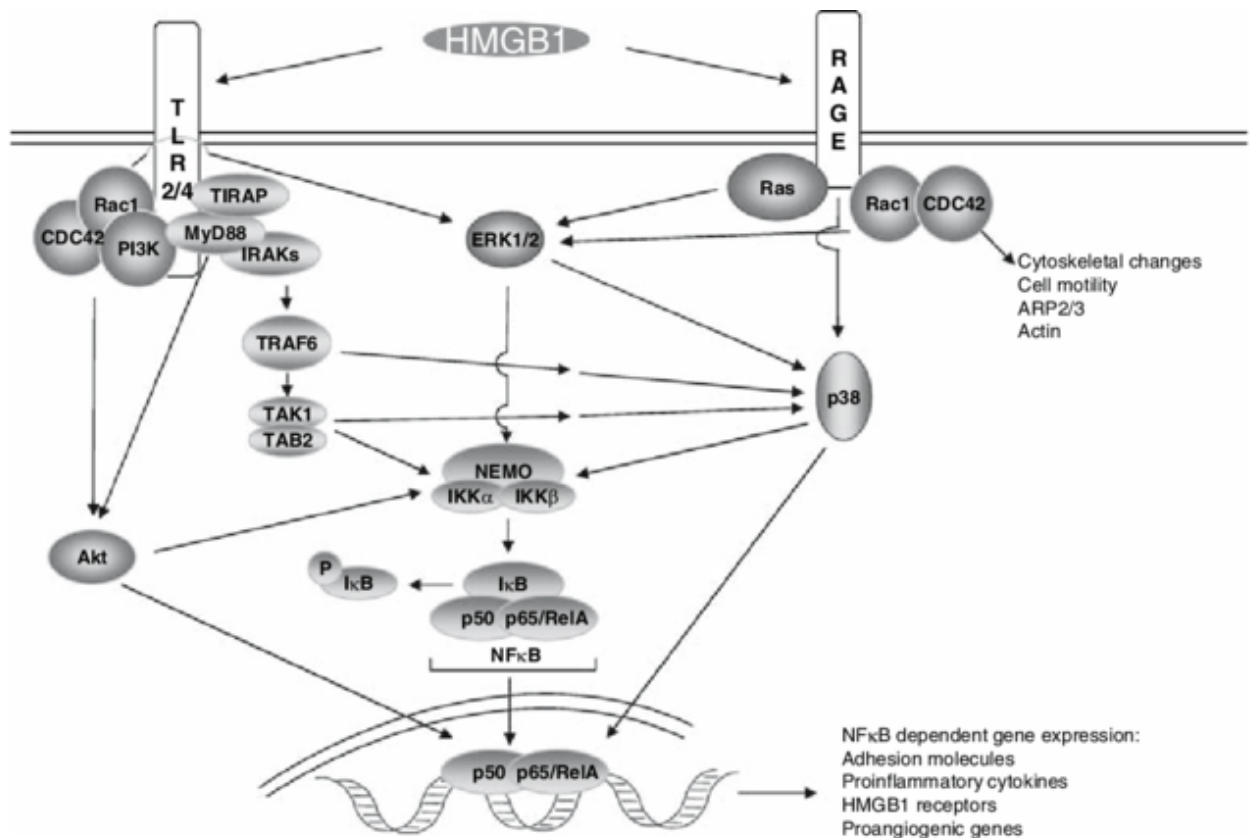 HMGB1
TLR
2/4
RAGE
Rac1
CDC42
PI3K
TIRAP
MyD88
IRAKs
ERK1/2
Ras
Rac1
CDC42
Cytoskeletal changes
Cell motility
ARP2/3
Actin
TRAF6
TAK1
TAB2
p38
NEMO
IKKα
IKKβ
Akt
P
IκB
IκB
p50
p65/RelA
NFκB
p50
p65/RelA
NFκB dependent gene expression:
Adhesion molecules
Proinflammatory cytokines
HMGB1 receptors
Proangiogenic genes